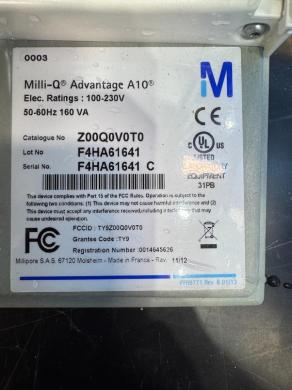 0003
Milli-Q® Advantage A10®
Elec. Ratings : 100-230V
50-60Hz 160 VA
M
CE
Catalogue No Z00Q0V0T0
Lot No F4HA61641
Serial No. F4HA61641 C
C UL US
LISTED
EQUIPMENT
31PB
This device complies with Part 15 of the FCC Rules. Operation is subject to the
following two conditions: (1) This device may not cause harmful interference and (2)
this device must accept any interference received, including interference that may
cause undesired operation.
FC
FCCID : TY9Z00Q0V0T0
Grantee Code : TY9
Registration Number : 0014645626
Millipore S.A.S. 67120 Molsheim - Made in France - Rev. 11/12